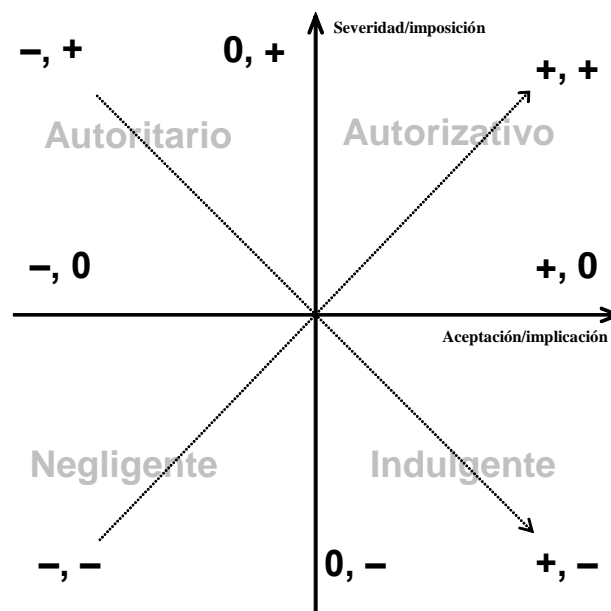 Severidad/imposición
–, +
0, +
+, +
Autoritario
Autorizativo
–, 0
+, 0
Aceptación/implicación
Negligente
Indulgente
–, –
0, –
+, –